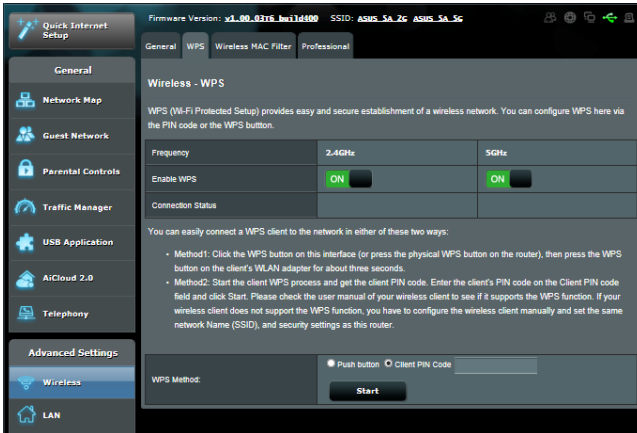 Quick Internet
Setup
General
Network Map
Guest Network
Parental Controls
Traffic Manager
USB Application
AiCloud 2.0
Telephony
Advanced Settings
Wireless
LAN
Firmware Version: v1.00.03T6 build400 SSID: ASUS SA 2G ASUS SA 5G
General WPS Wireless MAC Filter Professional
Wireless - WPS
WPS (Wi-Fi Protected Setup) provides easy and secure establishment of a wireless network. You can configure WPS here via
the PIN code or the WPS buttton.
Frequency 2.4GHz 5GHz
Enable WPS ON ON
Connection Status
You can easily connect a WPS client to the network in either of these two ways:
• Method1: Click the WPS button on this interface (or press the physical WPS button on the router), then press the WPS
button on the client's WLAN adapter for about three seconds.
• Method2: Start the client WPS process and get the client PIN code. Enter the client's PIN code on the Client PIN code
field and click Start. Please check the user manual of your wireless client to see if it supports the WPS function. If your
wireless client does not support the WPS function, you have to configure the wireless client manually and set the same
network Name (SSID), and security settings as this router.
WPS Method: Push button Client PIN Code
Start